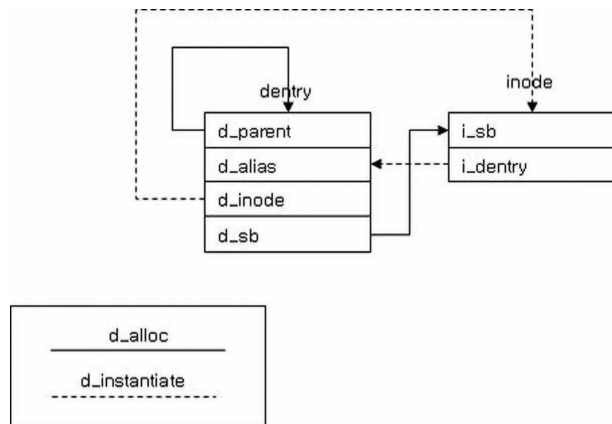 dentry
inode
d_parent
d_alias
d_inode
d_sb
i_sb
i_dentry
d_alloc
d_instantiate